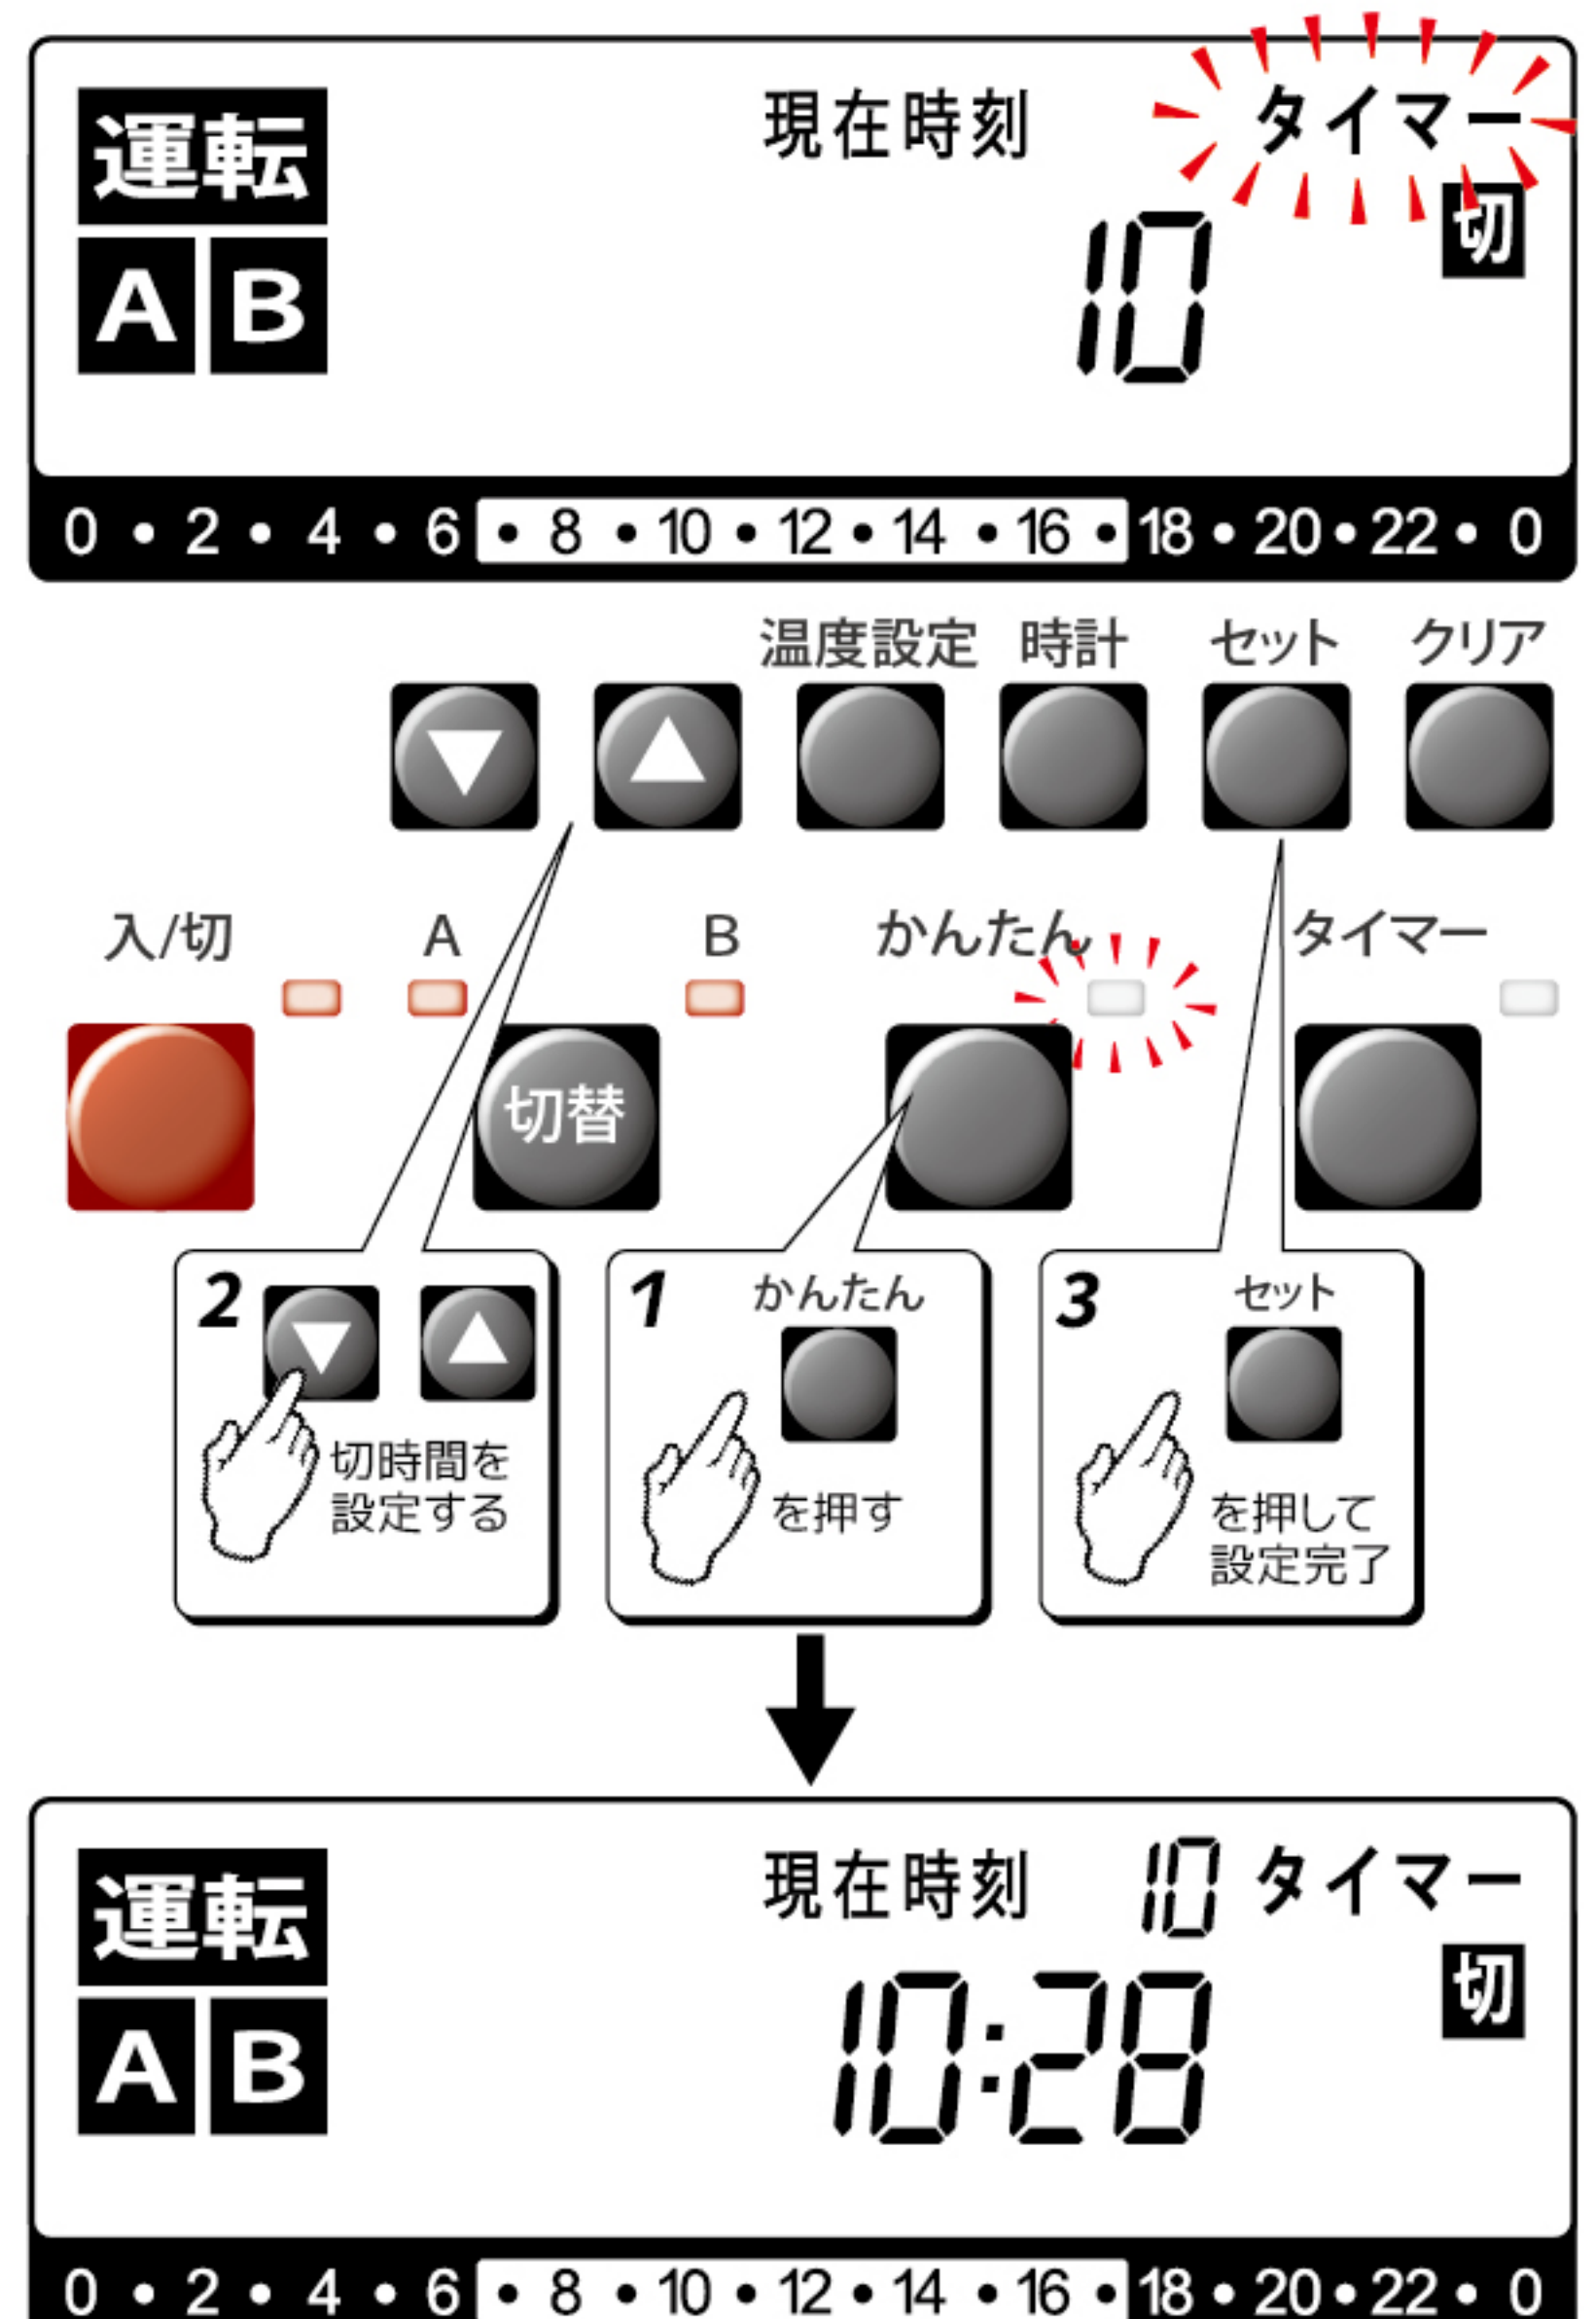 運転 現在時刻 タイマー
切
A B 10
0 • 2 • 4 • 6 • 8 • 10 • 12 • 14 • 16 • 18 • 20 • 22 • 0
温度設定 時計 セット クリア
▼ ▲
入/切 A B かんたん タイマー
切替
2 ▼ ▲
切時間を
設定する
1 かんたん
を押す
3 セット
を押して
設定完了
運転 現在時刻 10 タイマー
切
A B 10:28
0 • 2 • 4 • 6 • 8 • 10 • 12 • 14 • 16 • 18 • 20 • 22 • 0